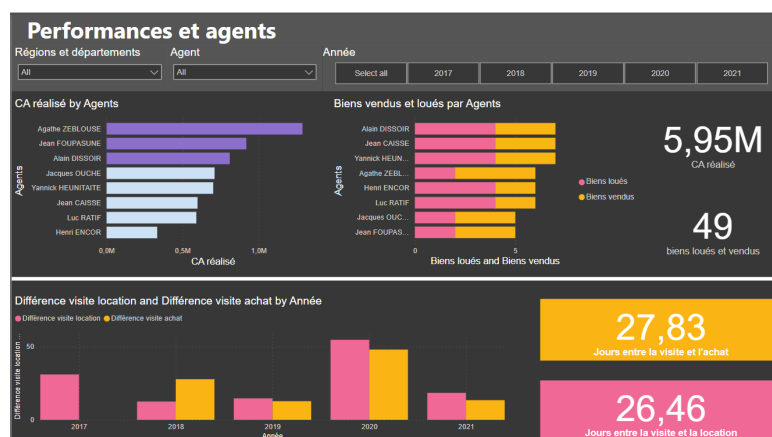 Performances et agents
Régions et départements
Agent
Année
All
All
Select all
2017
2018
2019
2020
2021
CA réalisé by Agents
Agents
Agathe ZEBLOUSE
Jean FOUPASUNE
Alain DISSOIR
Jacques OUCHE
Yannick HEUNITAITE
Jean CAISSE
Luc RATIF
Henri ENCOR
0,0M
0,5M
1,0M
CA réalisé
Biens vendus et loués par Agents
Agents
Alain DISSOIR
Jean CAISSE
Yannick HEUN...
Agathe ZEBL...
Henri ENCOR
Luc RATIF
Jacques OUC...
Jean FOUPAS...
0
5
Biens loués and Biens vendus
Biens loués
Biens vendus
5,95M
CA réalisé
49
biens loués et vendus
Différence visite location and Différence visite achat by Année
Différence visite location
Différence visite achat
Différence visite location...
50
0
2017
2018
2019
2020
2021
Année
27,83
Jours entre la visite et l'achat
26,46
Jours entre la visite et la location